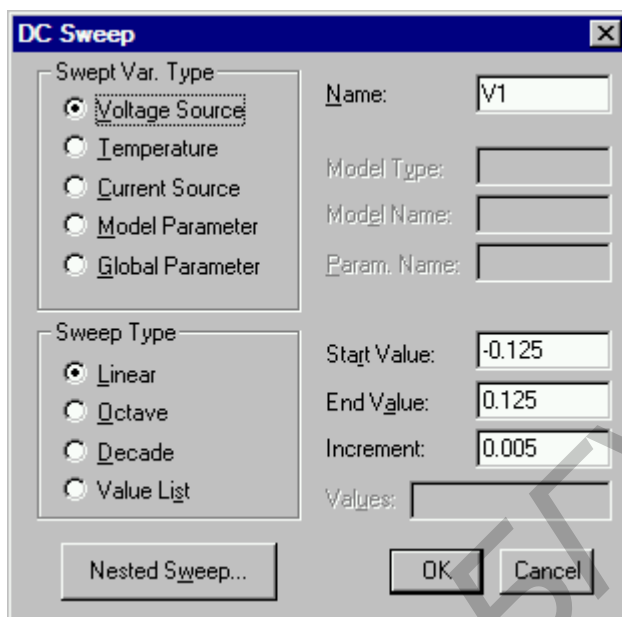 DC Sweep
Swept Var. Type
Voltage Source
Temperature
Current Source
Model Parameter
Global Parameter
Name: V1
Model Type:
Model Name:
Param. Name:
Sweep Type
Linear
Octave
Decade
Value List
Start Value: -0.125
End Value: 0.125
Increment: 0.005
Values:
Nested Sweep...
OK
Cancel